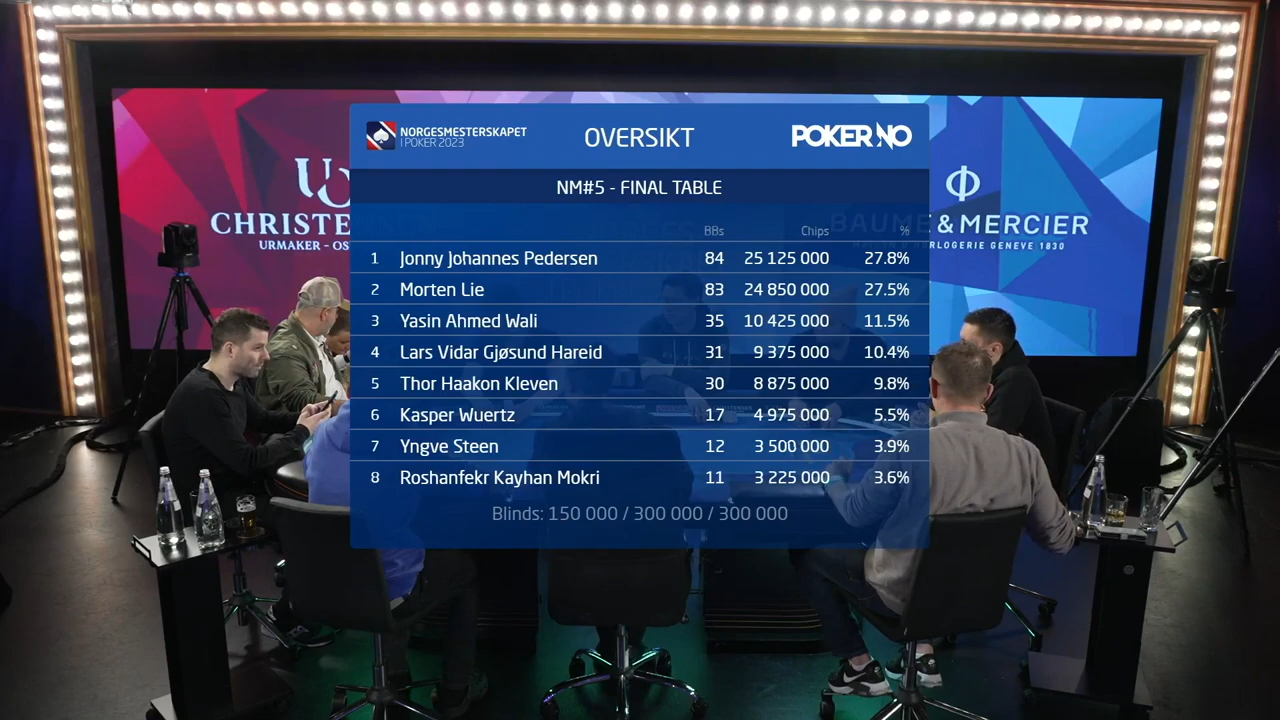 NORGESMESTERSKAPET
I POKER 2023
OVERSIKT
POKER.NO
NM#5 - FINAL TABLE
BBs Chips %
1 Jonny Johannes Pedersen 84 25 125 000 27.8%
2 Morten Lie 83 24 850 000 27.5%
3 Yasin Ahmed Wali 35 10 425 000 11.5%
4 Lars Vidar Gjøsund Hareid 31 9 375 000 10.4%
5 Thor Haakon Kleven 30 8 875 000 9.8%
6 Kasper Wuertz 17 4 975 000 5.5%
7 Yngve Steen 12 3 500 000 3.9%
8 Roshanfekr Kayhan Mokri 11 3 225 000 3.6%
Blinds: 150 000 / 300 000 / 300 000
URMAKER -
BAUME & MERCIER
GENEVE 1830